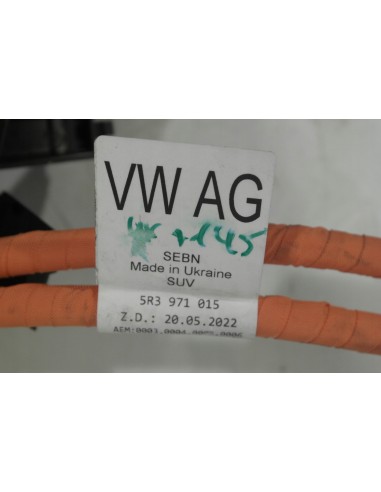 VW AG
SEBN
Made in Ukraine
SUV
5R3 971 015
Z.D.: 20.05.2022